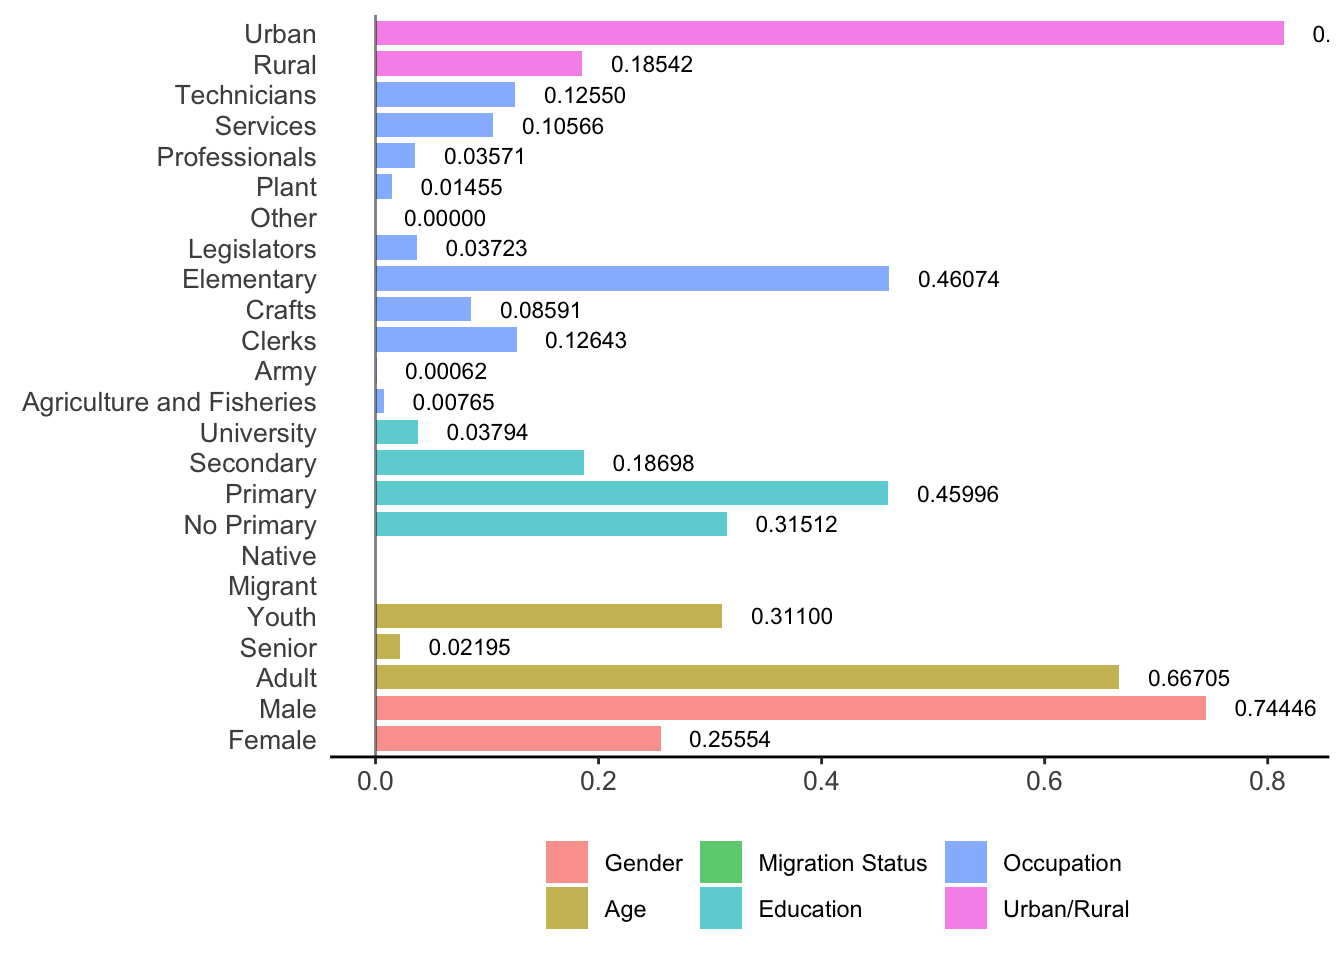 Urban 0.
Rural 0.18542
Technicians 0.12550
Services 0.10566
Professionals 0.03571
Plant 0.01455
Other 0.00000
Legislators 0.03723
Elementary 0.46074
Crafts 0.08591
Clerks 0.12643
Army 0.00062
Agriculture and Fisheries 0.00765
University 0.03794
Secondary 0.18698
Primary 0.45996
No Primary 0.31512
Native
Migrant
Youth 0.31100
Senior 0.02195
Adult 0.66705
Male 0.74446
Female 0.25554
0.0 0.2 0.4 0.6 0.8
Gender Migration Status Occupation
Age Education Urban/Rural